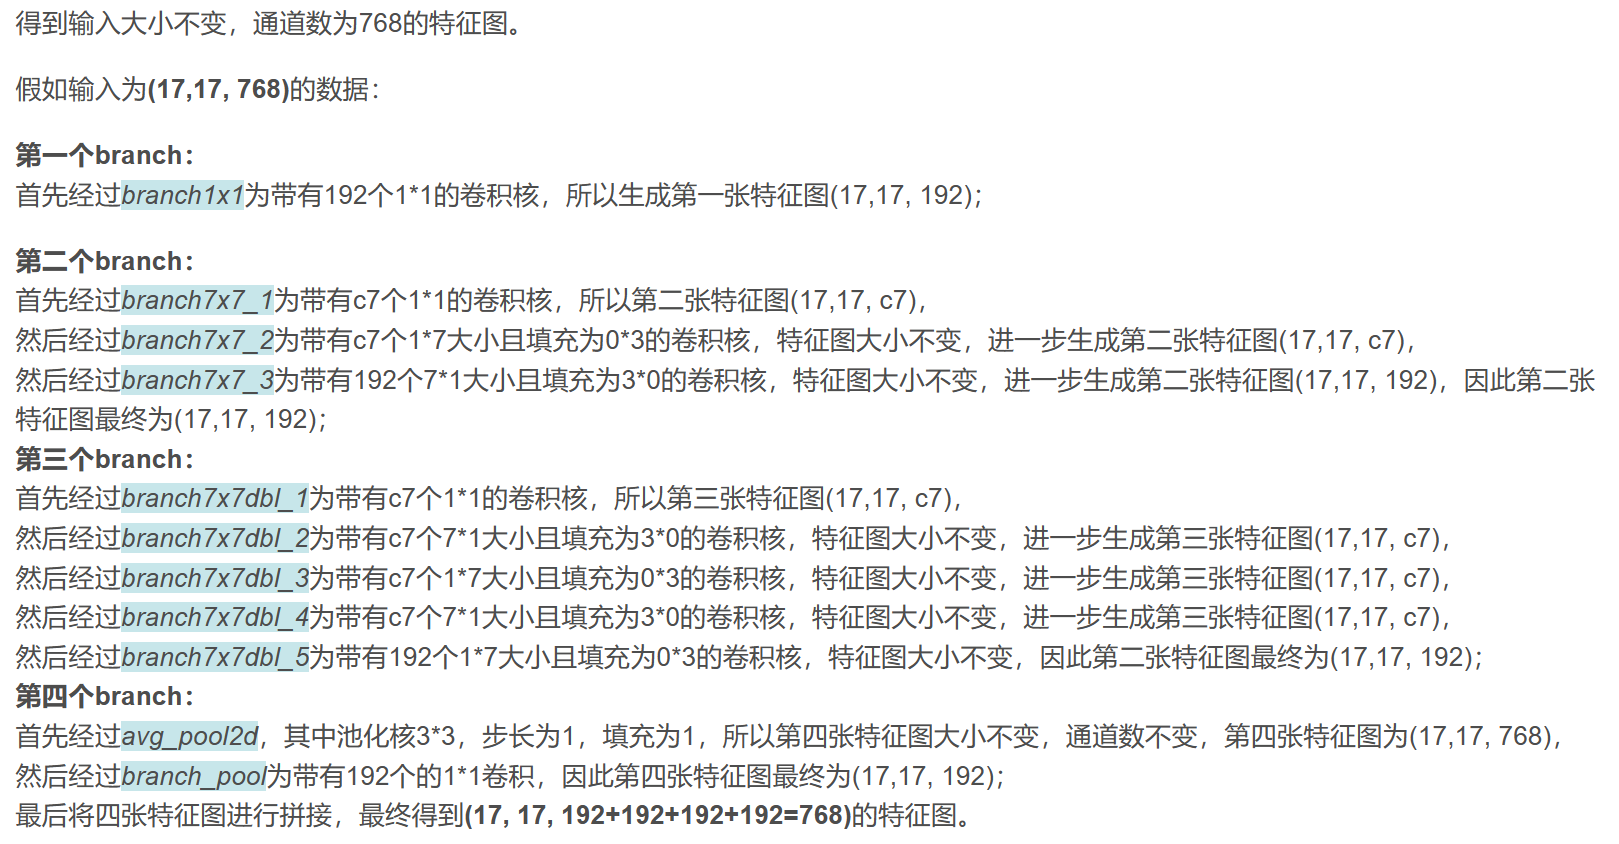 得到输入大小不变，通道数为768的特征图。
假如输入为(17,17, 768)的数据：
第一个branch：
首先经过branch1x1为带有192个1*1的卷积核，所以生成第一张特征图(17,17, 192)；
第二个branch：
首先经过branch7x7_1为带有c7个1*1的卷积核，所以第二张特征图(17,17, c7)，
然后经过branch7x7_2为带有c7个1*7大小且填充为0*3的卷积核，特征图大小不变，进一步生成第二张特征图(17,17, c7)，
然后经过branch7x7_3为带有192个7*1大小且填充为3*0的卷积核，特征图大小不变，进一步生成第二张特征图(17,17, 192)，因此第二张
特征图最终为(17,17, 192)；
第三个branch：
首先经过branch7x7dbl_1为带有c7个1*1的卷积核，所以第三张特征图(17,17, c7)，
然后经过branch7x7dbl_2为带有c7个7*1大小且填充为3*0的卷积核，特征图大小不变，进一步生成第三张特征图(17,17, c7)，
然后经过branch7x7dbl_3为带有c7个1*7大小且填充为0*3的卷积核，特征图大小不变，进一步生成第三张特征图(17,17, c7)，
然后经过branch7x7dbl_4为带有c7个7*1大小且填充为3*0的卷积核，特征图大小不变，进一步生成第三张特征图(17,17, c7)，
然后经过branch7x7dbl_5为带有192个1*7大小且填充为0*3的卷积核，特征图大小不变，因此第二张特征图最终为(17,17, 192)；
第四个branch：
首先经过avg_pool2d，其中池化核3*3，步长为1，填充为1，所以第四张特征图大小不变，通道数不变，第四张特征图为(17,17, 768)，
然后经过branch_pool为带有192个的1*1卷积，因此第四张特征图最终为(17,17, 192)；
最后将四张特征图进行拼接，最终得到(17, 17, 192+192+192+192=768)的特征图。